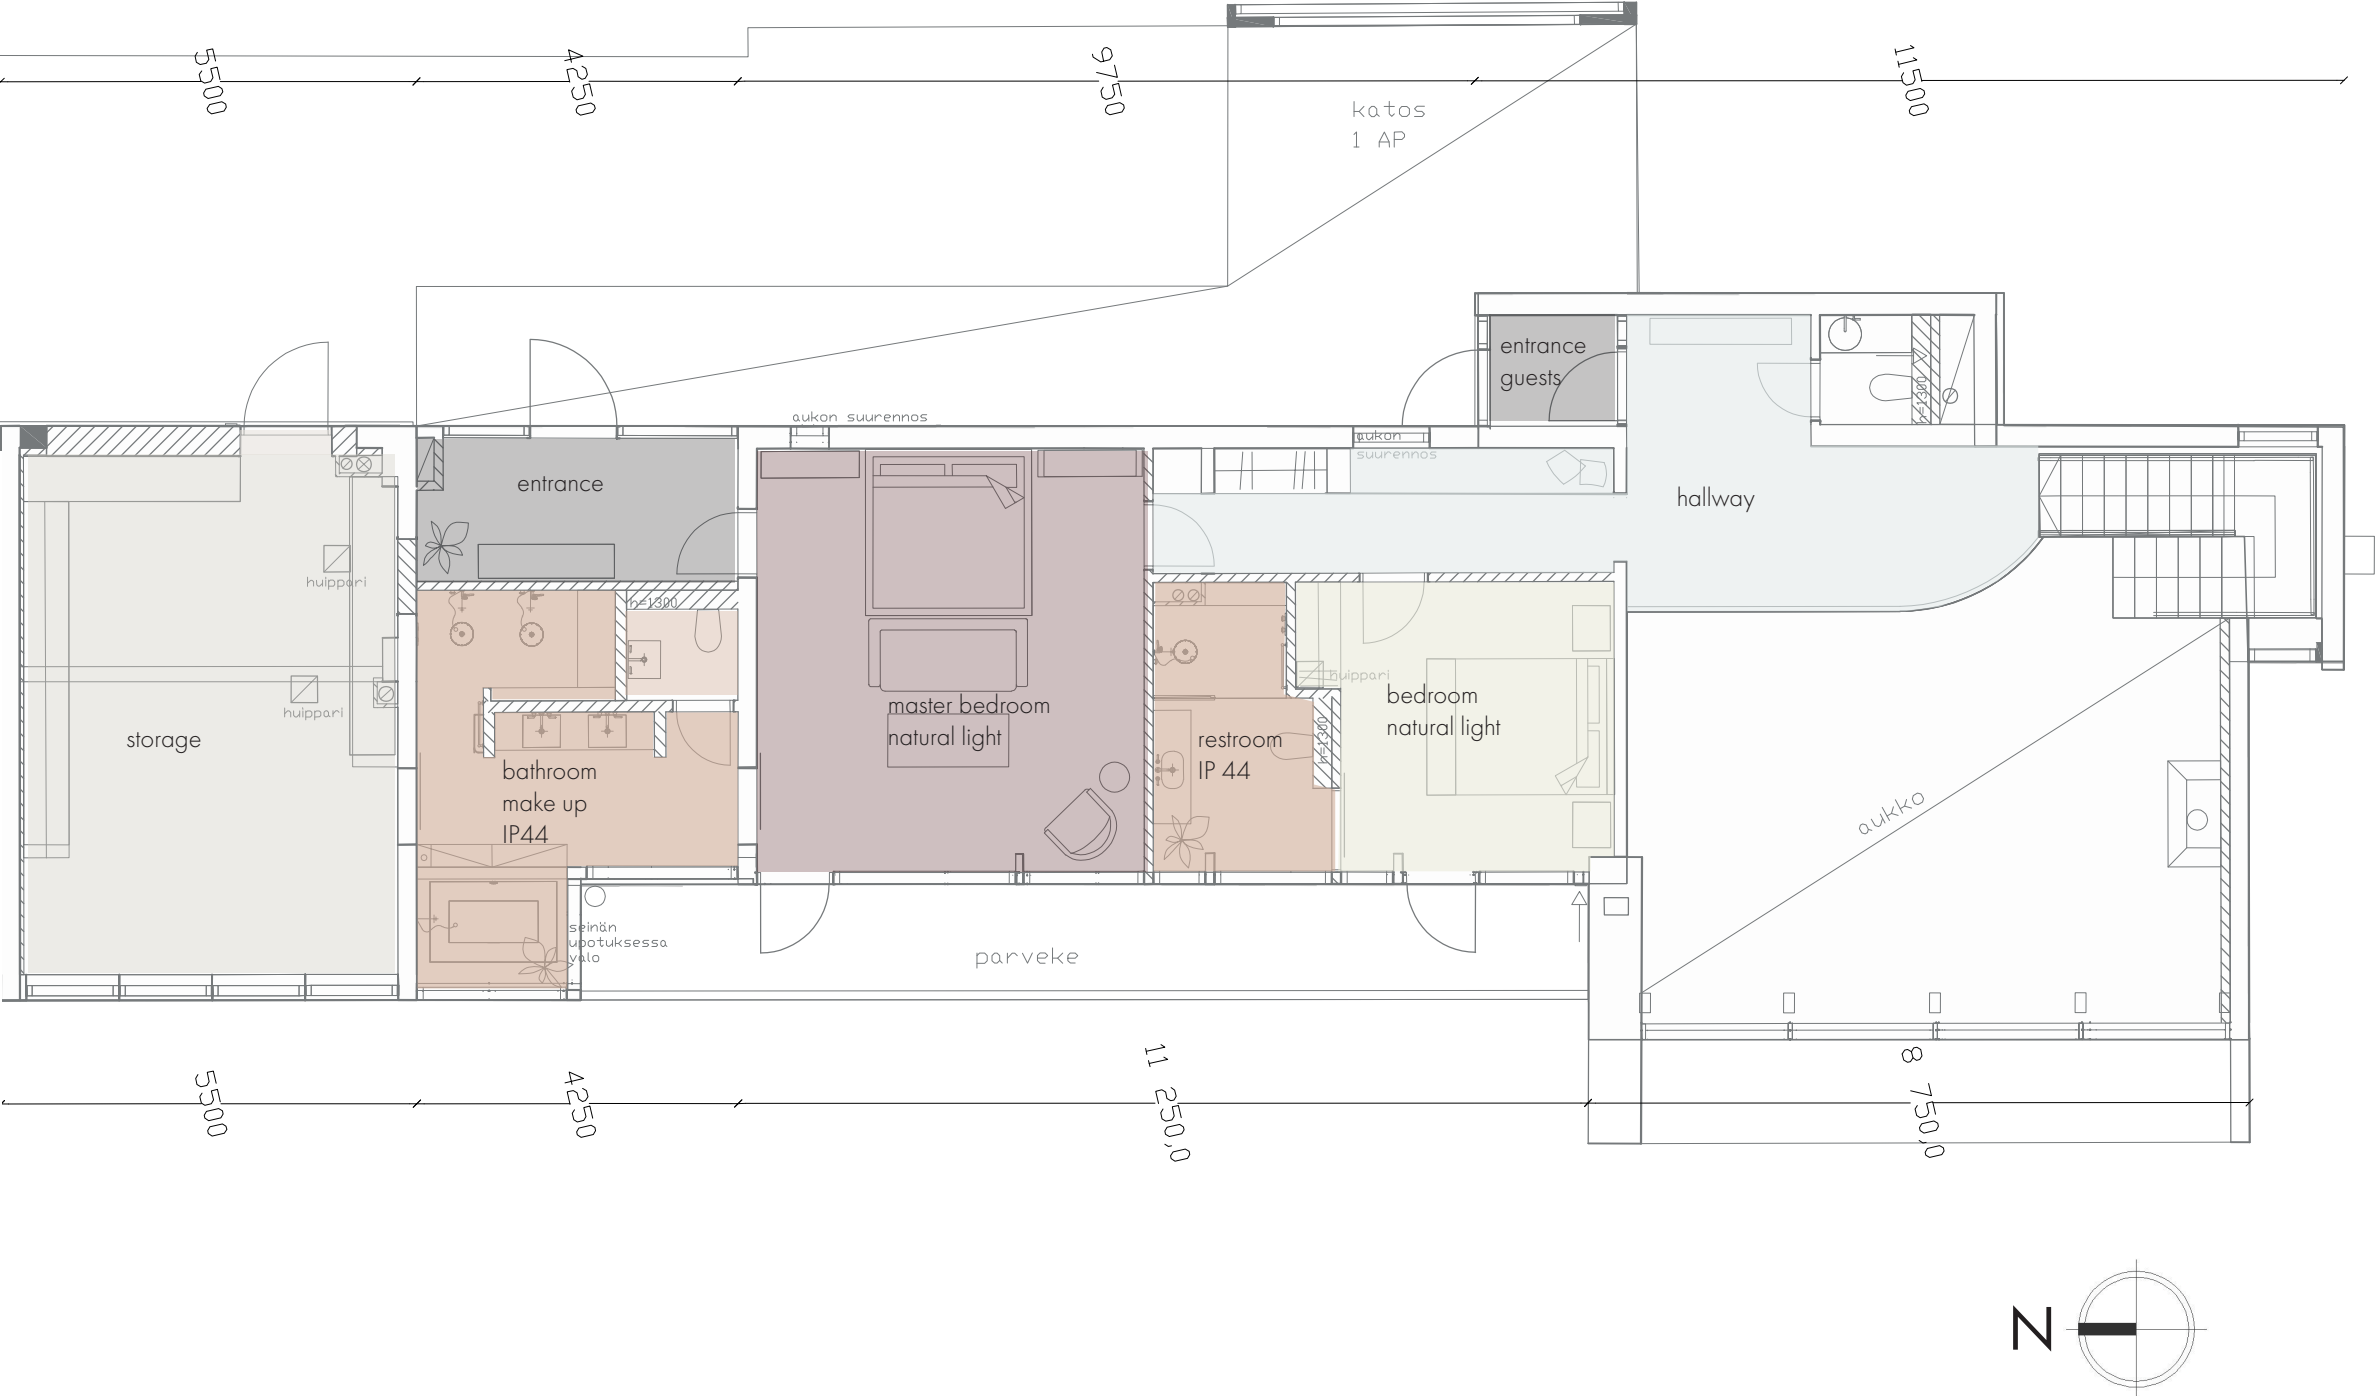 5500
4250
9750
11500
katos
1 AP
entrance
guests
h=1300
aukon suurennos
aukon
suurennos
entrance
hallway
huippari
h=1300
huippari
huippari
storage
master bedroom
natural light
bedroom
natural light
restroom
IP 44
h=1300
bathroom
make up
IP44
aukko
seinän
upotuksessa
valo
parveke
5500
4250
11 250,0
8 750,0
N